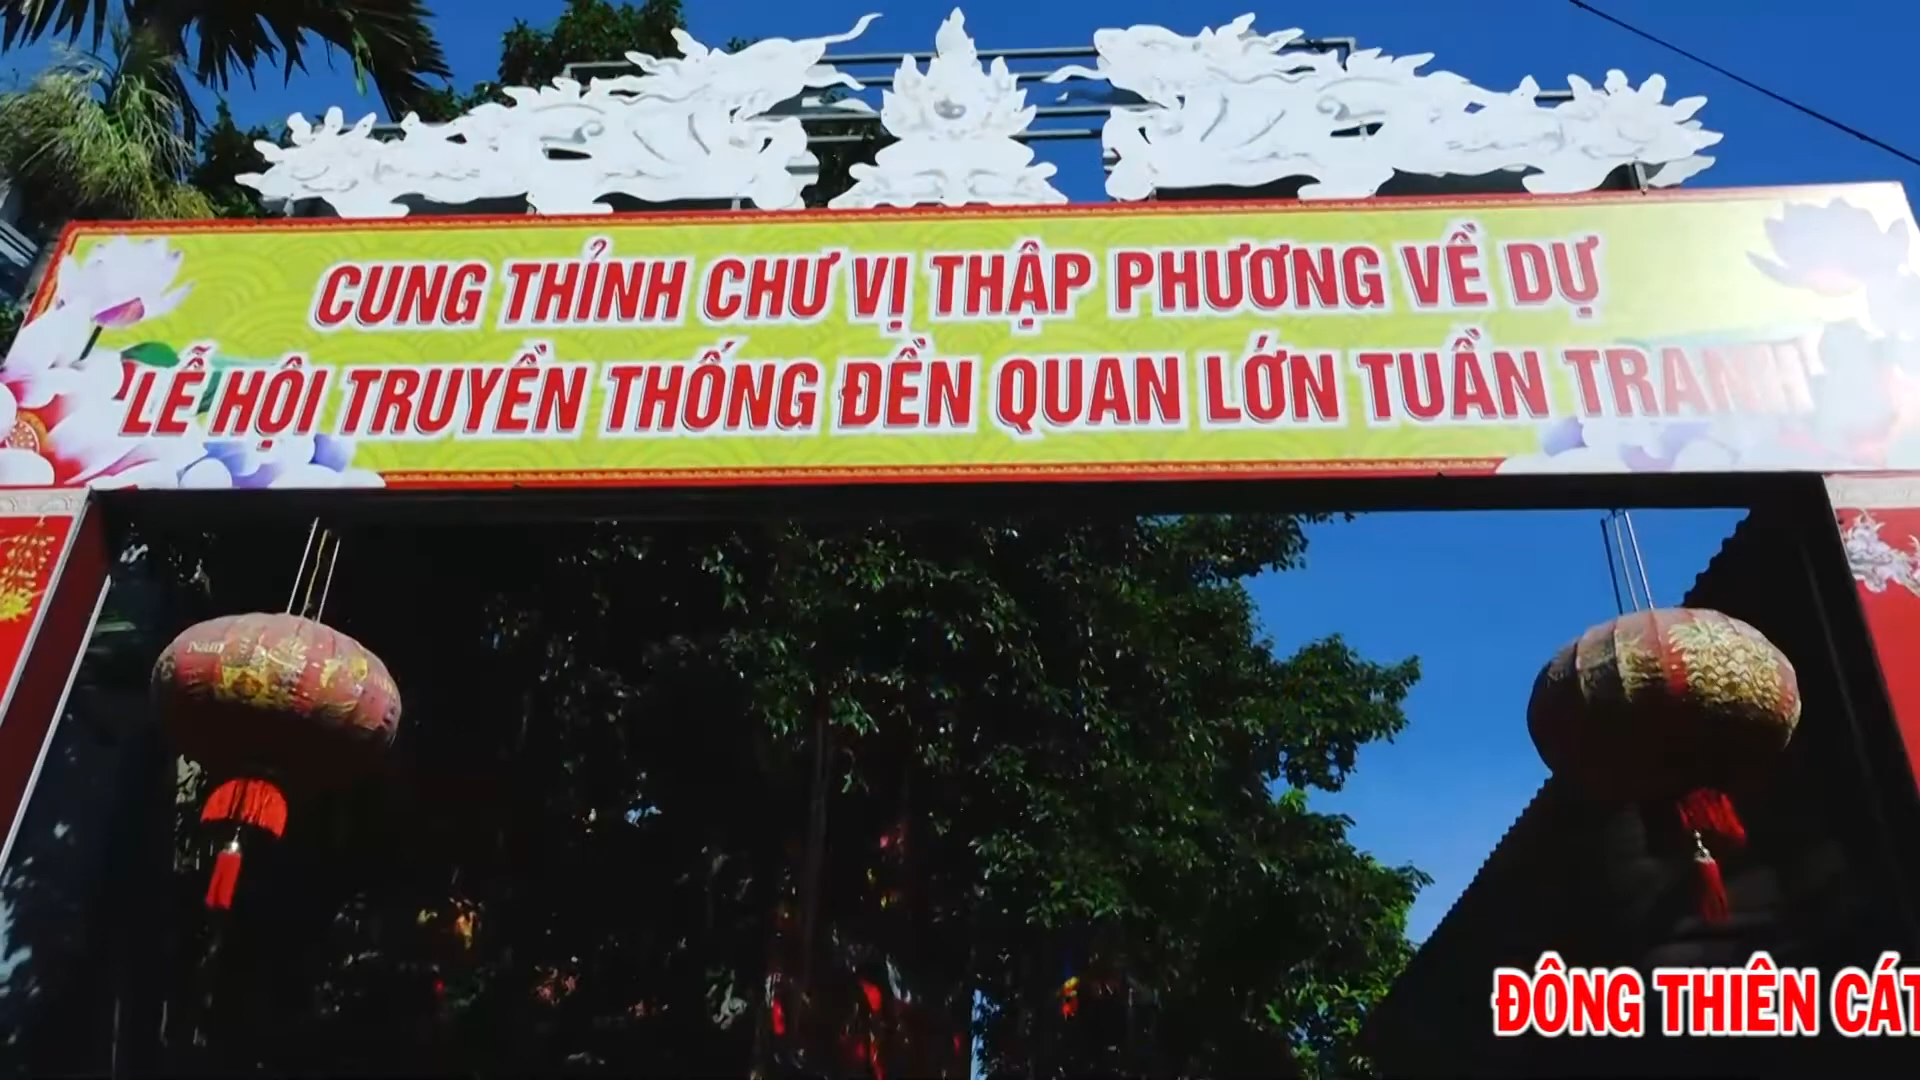 CUNG THỈNH CHƯ VỊ THẬP PHƯƠNG VỀ DỰ
LỄ HỘI TRUYỀN THỐNG ĐỀN QUAN LỚN TUẦN TRANH
ĐÔNG THIÊN CÁT